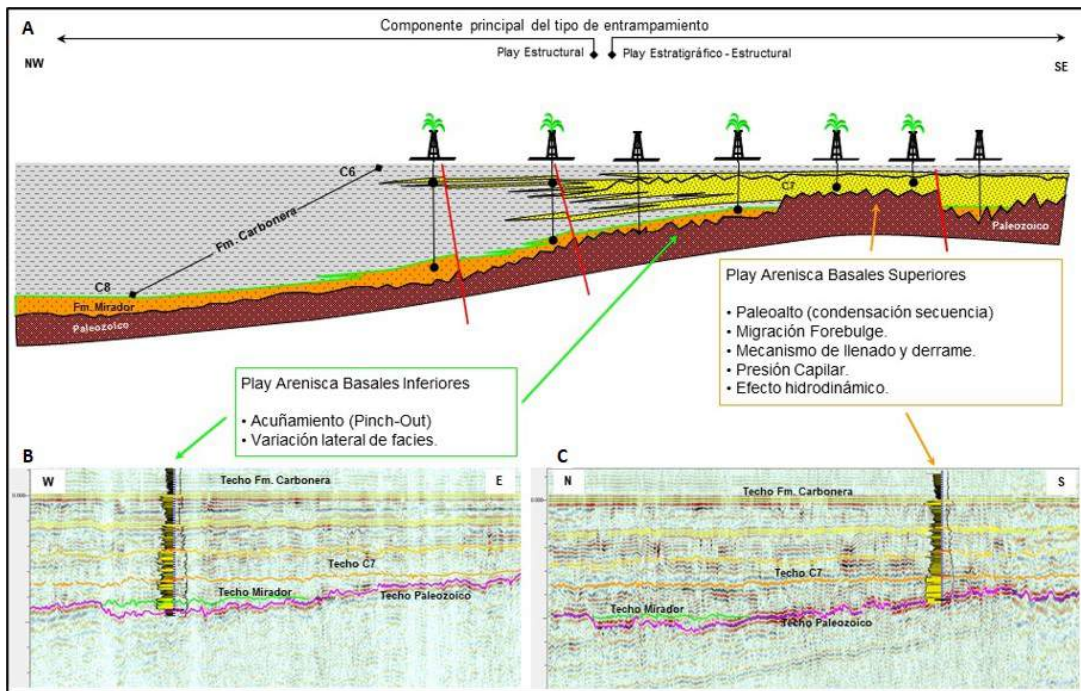 A
Componente principal del tipo de entrampamiento
Play Estructural
Play Estratigráfico - Estructural
NW
SE
C6
C7
Fm. Carbonera
C8
Fm. Mirador
Paleozoico
Paleozoico
Play Arenisca Basales Superiores
• Paleoalto (condensación secuencia)
• Migración Forebulge.
• Mecanismo de llenado y derrame.
• Presión Capilar.
• Efecto hidrodinámico.
Play Arenisca Basales Inferiores
• Acuñamiento (Pinch-Out)
• Variación lateral de facies.
B
W
E
Techo Fm. Carbonera
Techo C7
Techo Mirador
Techo Paleozoico
C
N
S
Techo Fm. Carbonera
Techo C7
Techo Mirador
Techo Paleozoico